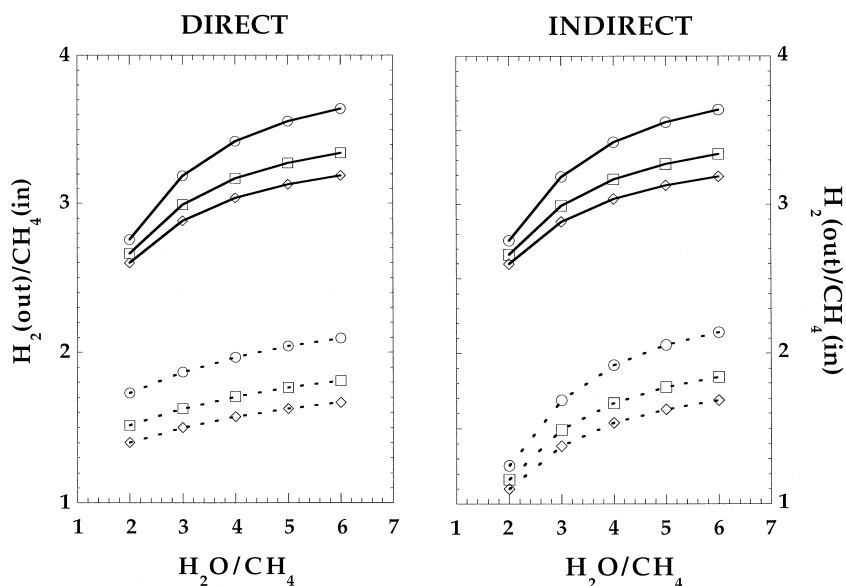 DIRECT
INDIRECT
4
3
2
1
H2(out)/CH4(in)
1 2 3 4 5 6 7
H2O/CH4
4
3
2
1
H2(out)/CH4(in)
1 2 3 4 5 6 7
H2O/CH4